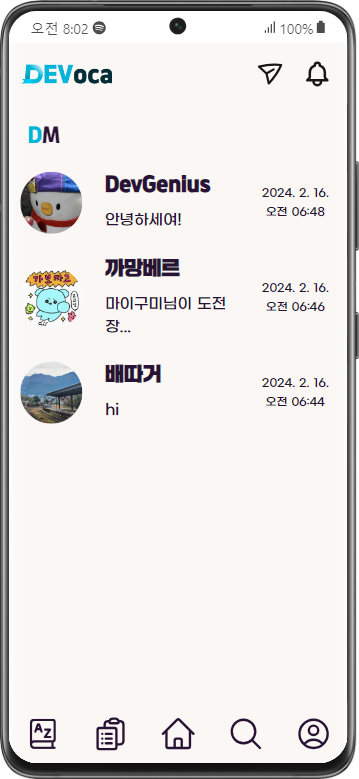 오전 8:02 100%
DEVoca
DM
DevGenius
안녕하세여!
2024. 2. 16.
오전 06:48
까망베르
마이구미님이 도전
장...
2024. 2. 16.
오전 06:46
배따거
hi
2024. 2. 16.
오전 06:44
AZ